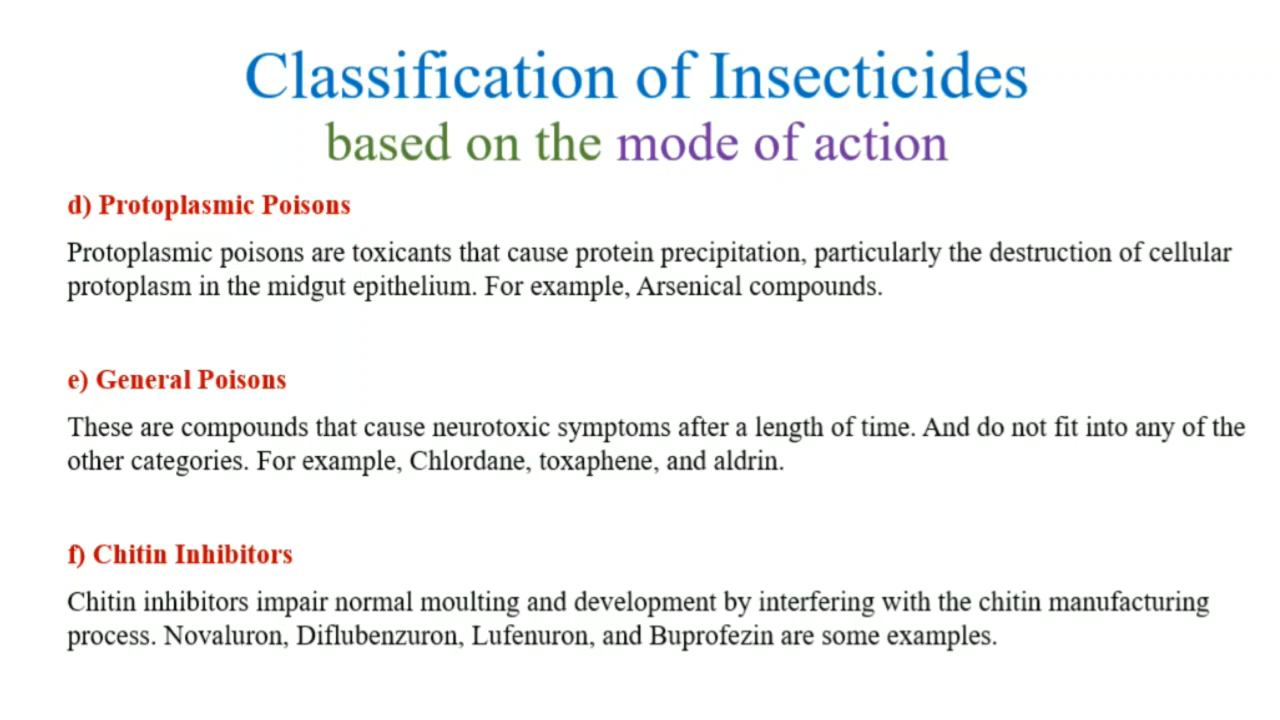 Classification of Insecticides
based on the mode of action
d) Protoplasmic Poisons
Protoplasmic poisons are toxicants that cause protein precipitation, particularly the destruction of cellular
protoplasm in the midgut epithelium. For example, Arsenical compounds.
e) General Poisons
These are compounds that cause neurotoxic symptoms after a length of time. And do not fit into any of the
other categories. For example, Chlordane, toxaphene, and aldrin.
f) Chitin Inhibitors
Chitin inhibitors impair normal moulting and development by interfering with the chitin manufacturing
process. Novaluron, Diflubenzuron, Lufenuron, and Buprofezin are some examples.